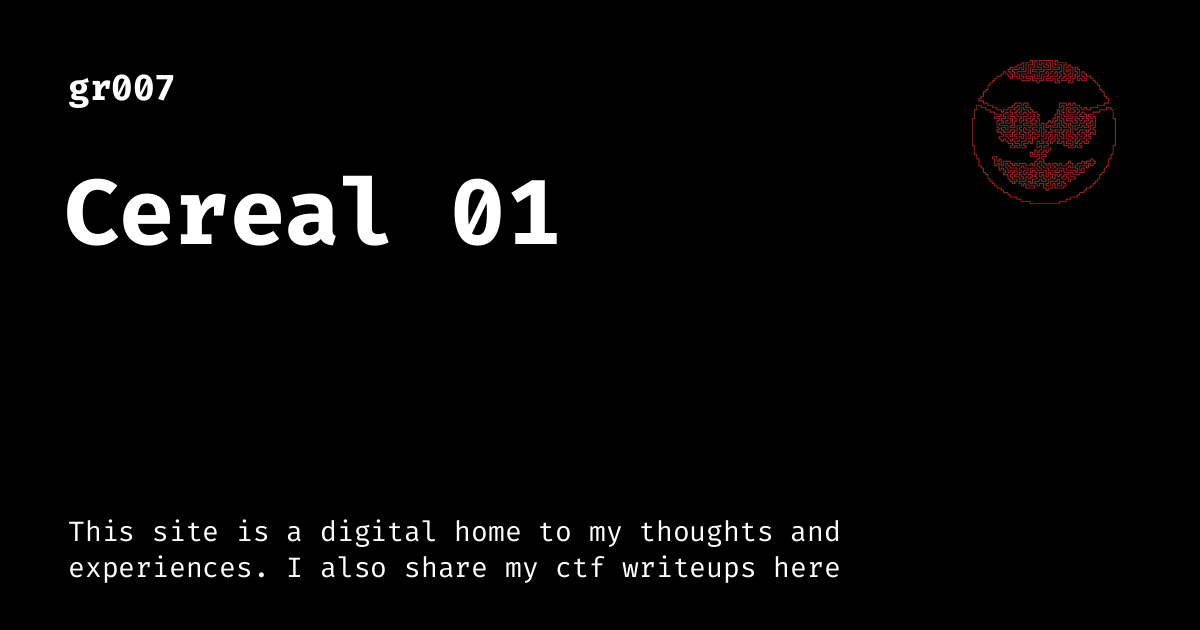 gr007
Cereal 01
This site is a digital home to my thoughts and
experiences. I also share my ctf writeups here